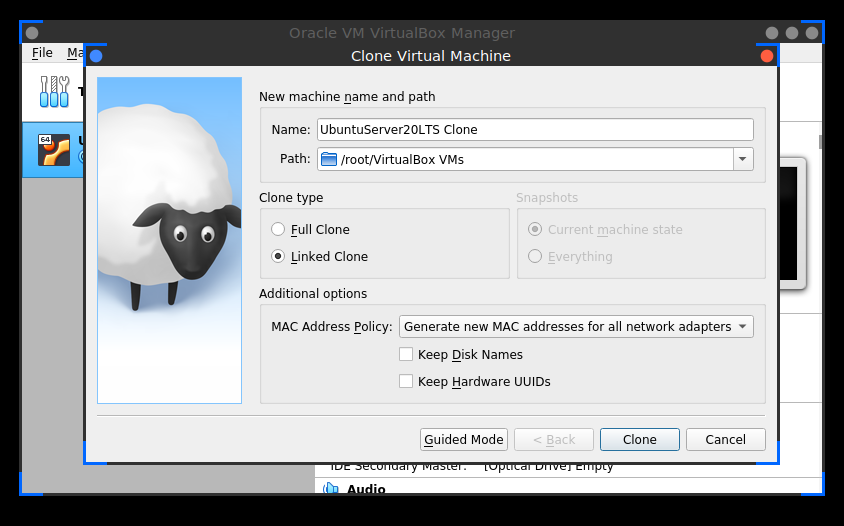 Oracle VM VirtualBox Manager
File
Clone Virtual Machine
64
New machine name and path
Name: UbuntuServer20LTS Clone
Path: /root/VirtualBox VMs
Clone type
Snapshots
Full Clone
Current machine state
Linked Clone
Everything
Additional options
MAC Address Policy: Generate new MAC addresses for all network adapters
Keep Disk Names
Keep Hardware UUIDs
Guided Mode < Back Clone Cancel
IDE Secondary Master: [Optical Drive] Empty
Audio